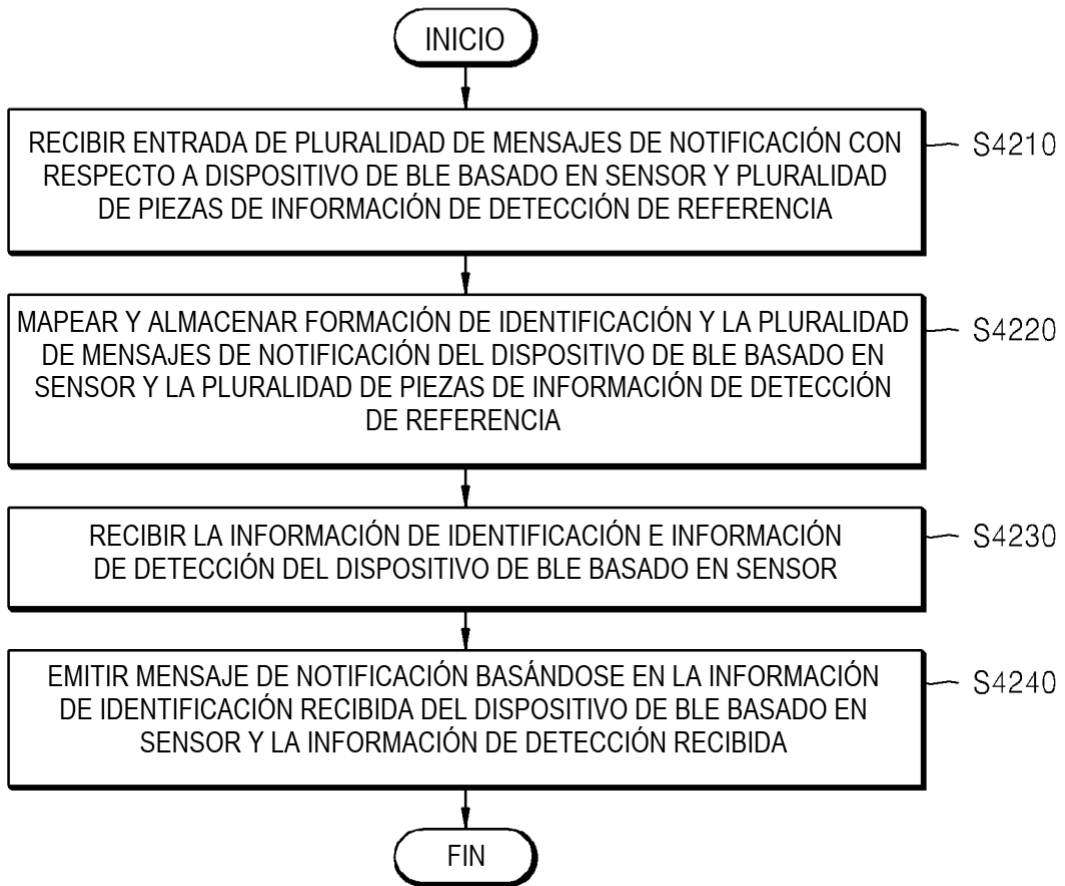 INICIO
RECIBIR ENTRADA DE PLURALIDAD DE MENSAJES DE NOTIFICACIÓN CON
RESPECTO A DISPOSITIVO DE BLE BASADO EN SENSOR Y PLURALIDAD
DE PIEZAS DE INFORMACIÓN DE DETECCIÓN DE REFERENCIA
S4210
MAPEAR Y ALMACENAR FORMACIÓN DE IDENTIFICACIÓN Y LA PLURALIDAD
DE MENSAJES DE NOTIFICACIÓN DEL DISPOSITIVO DE BLE BASADO EN
SENSOR Y LA PLURALIDAD DE PIEZAS DE INFORMACIÓN DE DETECCIÓN
DE REFERENCIA
S4220
RECIBIR LA INFORMACIÓN DE IDENTIFICACIÓN E INFORMACIÓN
DE DETECCIÓN DEL DISPOSITIVO DE BLE BASADO EN SENSOR
S4230
EMITIR MENSAJE DE NOTIFICACIÓN BASÁNDOSE EN LA INFORMACIÓN
DE IDENTIFICACIÓN RECIBIDA DEL DISPOSITIVO DE BLE BASADO EN
SENSOR Y LA INFORMACIÓN DE DETECCIÓN RECIBIDA
S4240
FIN